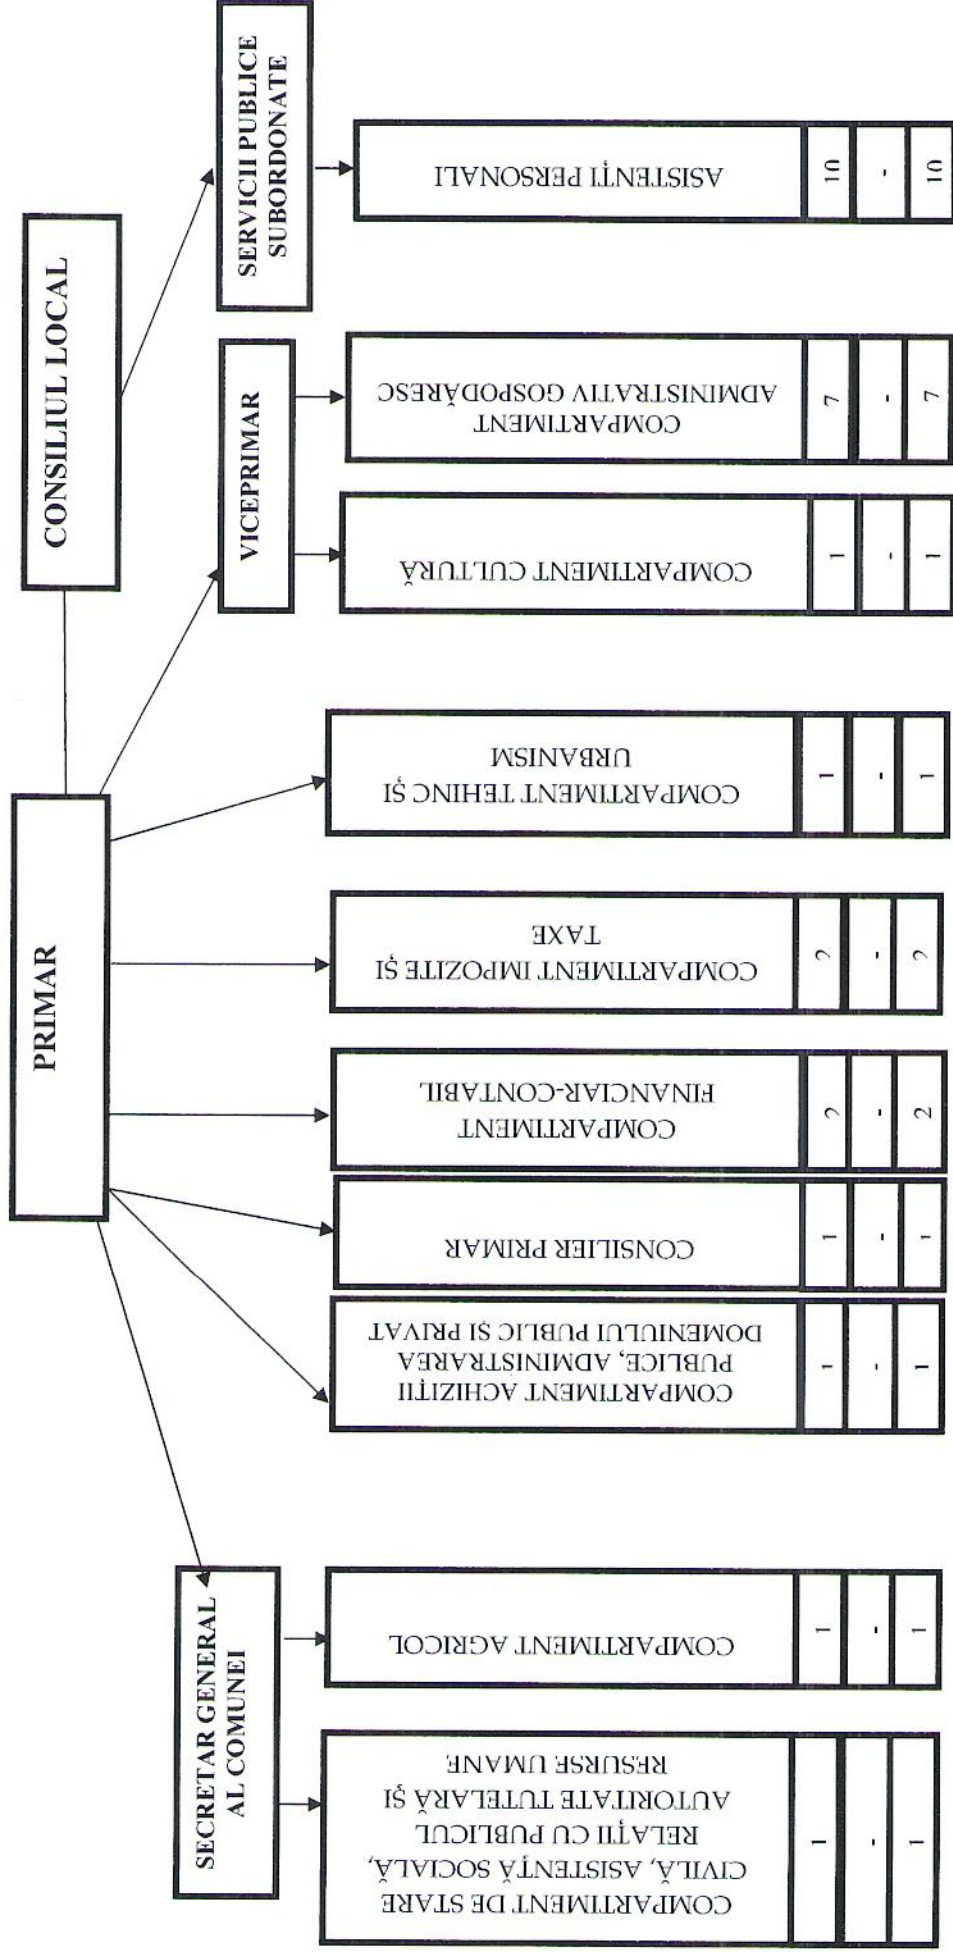 CONSILIUL LOCAL
PRIMAR
SERVICII PUBLICE
SUBORDONATE
VICEPRIMAR
SECRETAR GENERAL
AL COMUNEI
COMPARTIMENT DE STARE
CIVILĂ, ASISTENȚĂ SOCIALĂ,
RELAȚII CU PUBLICUL
AUTORITATE TUTELARĂ ȘI
RESURSE UMANE
1
-
1
COMPARTIMENT AGRICOL
1
-
1
COMPARTIMENT ACHIZIȚII
PUBLICE, ADMINISTRAREA
DOMENIULUI PUBLIC ȘI PRIVAT
1
-
1
CONSILIER PRIMAR
1
-
1
COMPARTIMENT
FINANCIAR-CONTABIL
2
-
2
COMPARTIMENT IMPOZITE ȘI
TAXE
2
-
2
COMPARTIMENT TEHINC ȘI
URBANISM
1
-
1
COMPARTIMENT CULTURĂ
1
-
1
COMPARTIMENT
ADMINISTRATIV GOSPODĂRESC
7
-
7
ASISTENȚI PERSONALI
10
-
10